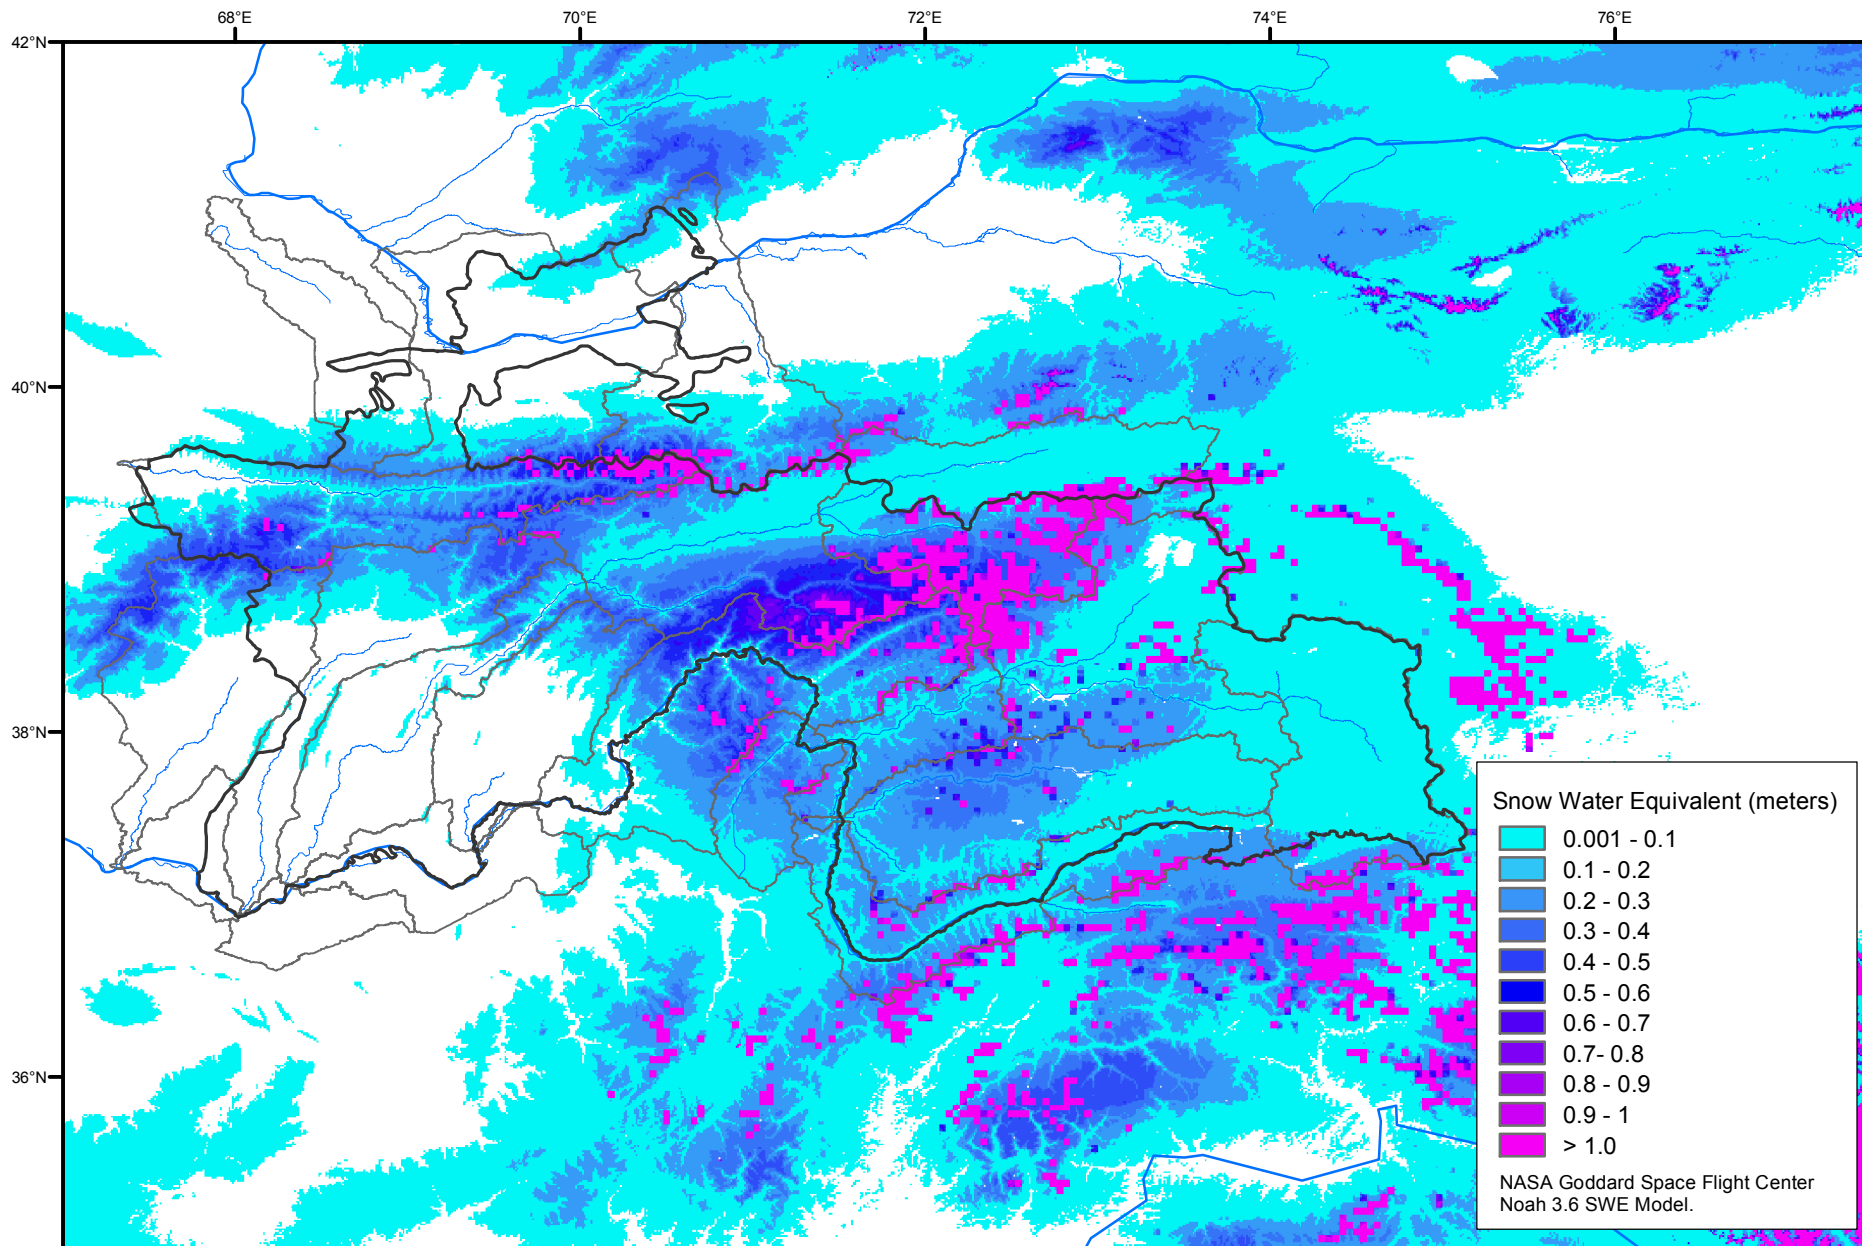 68°E
70°E
72°E
74°E
76°E
42°N
40°N
38°N
36°N
Snow Water Equivalent (meters)
0.001 - 0.1
0.1 - 0.2
0.2 - 0.3
0.3 - 0.4
0.4 - 0.5
0.5 - 0.6
0.6 - 0.7
0.7- 0.8
0.8 - 0.9
0.9 - 1
> 1.0
NASA Goddard Space Flight Center
Noah 3.6 SWE Model.